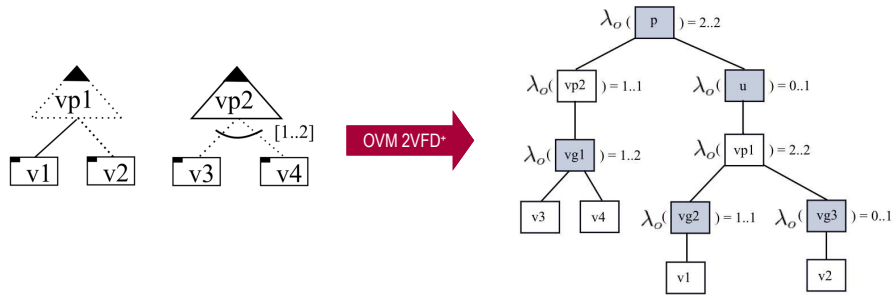 λo( p ) = 2..2
vp1 vp2 [1..2]
v1 v2 v3 v4
OVM 2VFD⁺
λo( vp2 ) = 1..1 λo( u ) = 0..1
λo( vg1 ) = 1..2 λo( vp1 ) = 2..2
v3 v4 λo( vg2 ) = 1..1 λo( vg3 ) = 0..1
v1 v2